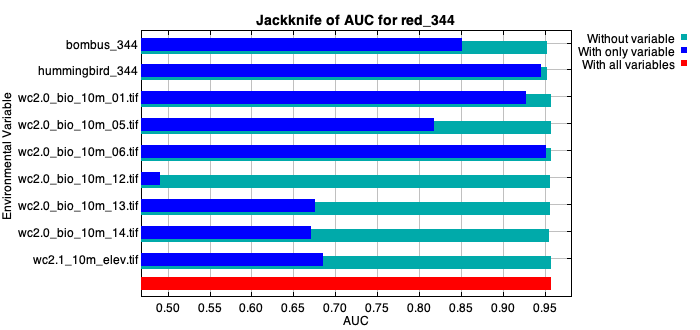 Jackknife of AUC for red_344
Without variable
With only variable
With all variables
Environmental Variable
bombus_344
hummingbird_344
wc2.0_bio_10m_01.tif
wc2.0_bio_10m_05.tif
wc2.0_bio_10m_06.tif
wc2.0_bio_10m_12.tif
wc2.0_bio_10m_13.tif
wc2.0_bio_10m_14.tif
wc2.1_10m_elev.tif
0.50 0.55 0.60 0.65 0.70 0.75 0.80 0.85 0.90 0.95
AUC